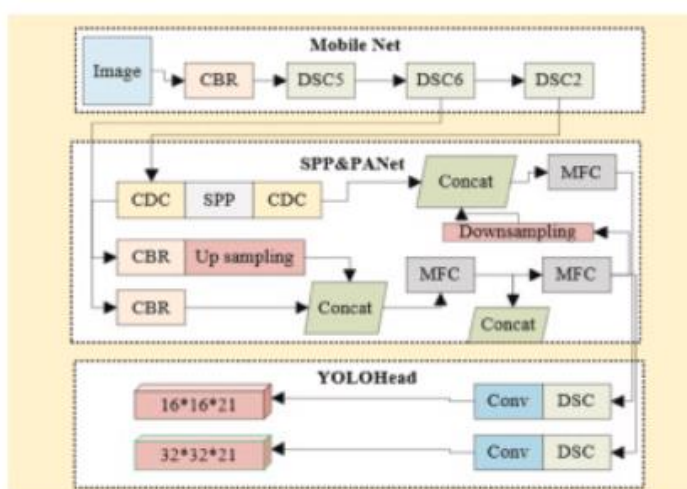 Mobile Net
Image
CBR
DSC5
DSC6
DSC2
SPP&PANet
CDC
SPP
CDC
Concat
MFC
Downsampling
CBR
Up sampling
MFC
MFC
CBR
Concat
Concat
YOLOHead
16*16*21
Conv
DSC
32*32*21
Conv
DSC